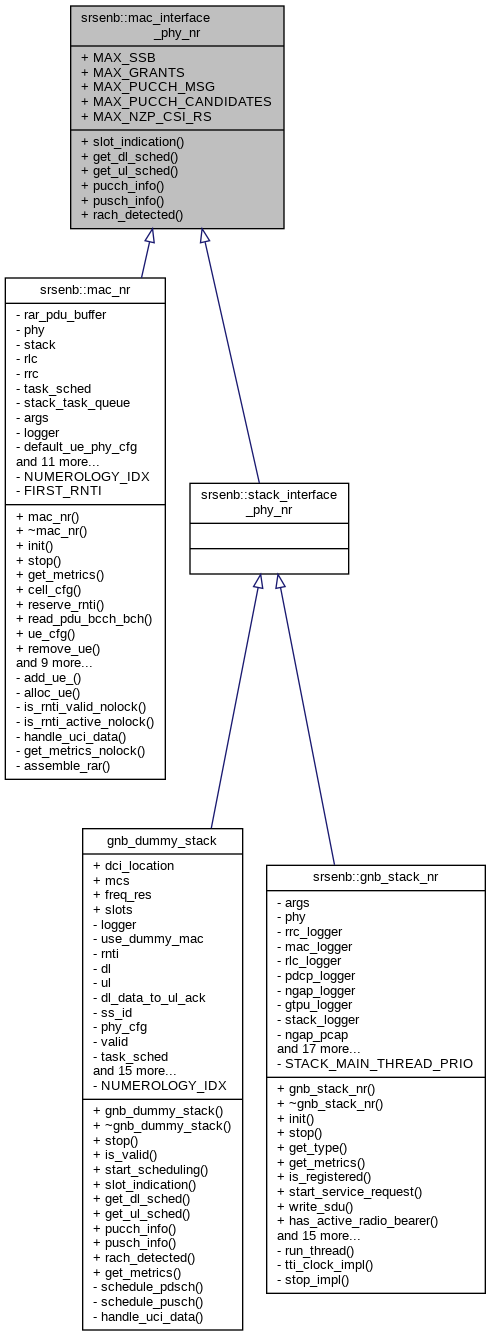 srsenb::mac_interface
_phy_nr
+ MAX_SSB
+ MAX_GRANTS
+ MAX_PUCCH_MSG
+ MAX_PUCCH_CANDIDATES
+ MAX_NZP_CSI_RS
+ slot_indication()
+ get_dl_sched()
+ get_ul_sched()
+ pucch_info()
+ pusch_info()
+ rach_detected()
srsenb::mac_nr
- rar_pdu_buffer
- phy
- stack
- rlc
- rrc
- task_sched
- stack_task_queue
- args
- logger
- default_ue_phy_cfg
and 11 more...
- NUMEROLOGY_IDX
- FIRST_RNTI
+ mac_nr()
+ ~mac_nr()
+ init()
+ stop()
+ get_metrics()
+ cell_cfg()
+ reserve_rnti()
+ read_pdu_bcch_bch()
+ ue_cfg()
+ remove_ue()
and 9 more...
- add_ue_()
- alloc_ue()
- is_rnti_valid_nolock()
- is_rnti_active_nolock()
- handle_uci_data()
- get_metrics_nolock()
- assemble_rar()
srsenb::stack_interface
_phy_nr
gnb_dummy_stack
+ dci_location
+ mcs
+ freq_res
+ slots
- logger
- use_dummy_mac
- rnti
- dl
- ul
- dl_data_to_ul_ack
- ss_id
- phy_cfg
- valid
- task_sched
and 15 more...
- NUMEROLOGY_IDX
+ gnb_dummy_stack()
+ ~gnb_dummy_stack()
+ stop()
+ is_valid()
+ start_scheduling()
+ slot_indication()
+ get_dl_sched()
+ get_ul_sched()
+ pucch_info()
+ pusch_info()
+ rach_detected()
+ get_metrics()
- schedule_pdsch()
- schedule_pusch()
- handle_uci_data()
srsenb::gnb_stack_nr
- args
- phy
- rrc_logger
- mac_logger
- rlc_logger
- pdcp_logger
- ngap_logger
- gtpu_logger
- stack_logger
- ngap_pcap
and 17 more...
- STACK_MAIN_THREAD_PRIO
+ gnb_stack_nr()
+ ~gnb_stack_nr()
+ init()
+ stop()
+ get_type()
+ get_metrics()
+ is_registered()
+ start_service_request()
+ write_sdu()
+ has_active_radio_bearer()
and 15 more...
- run_thread()
- tti_clock_impl()
- stop_impl()